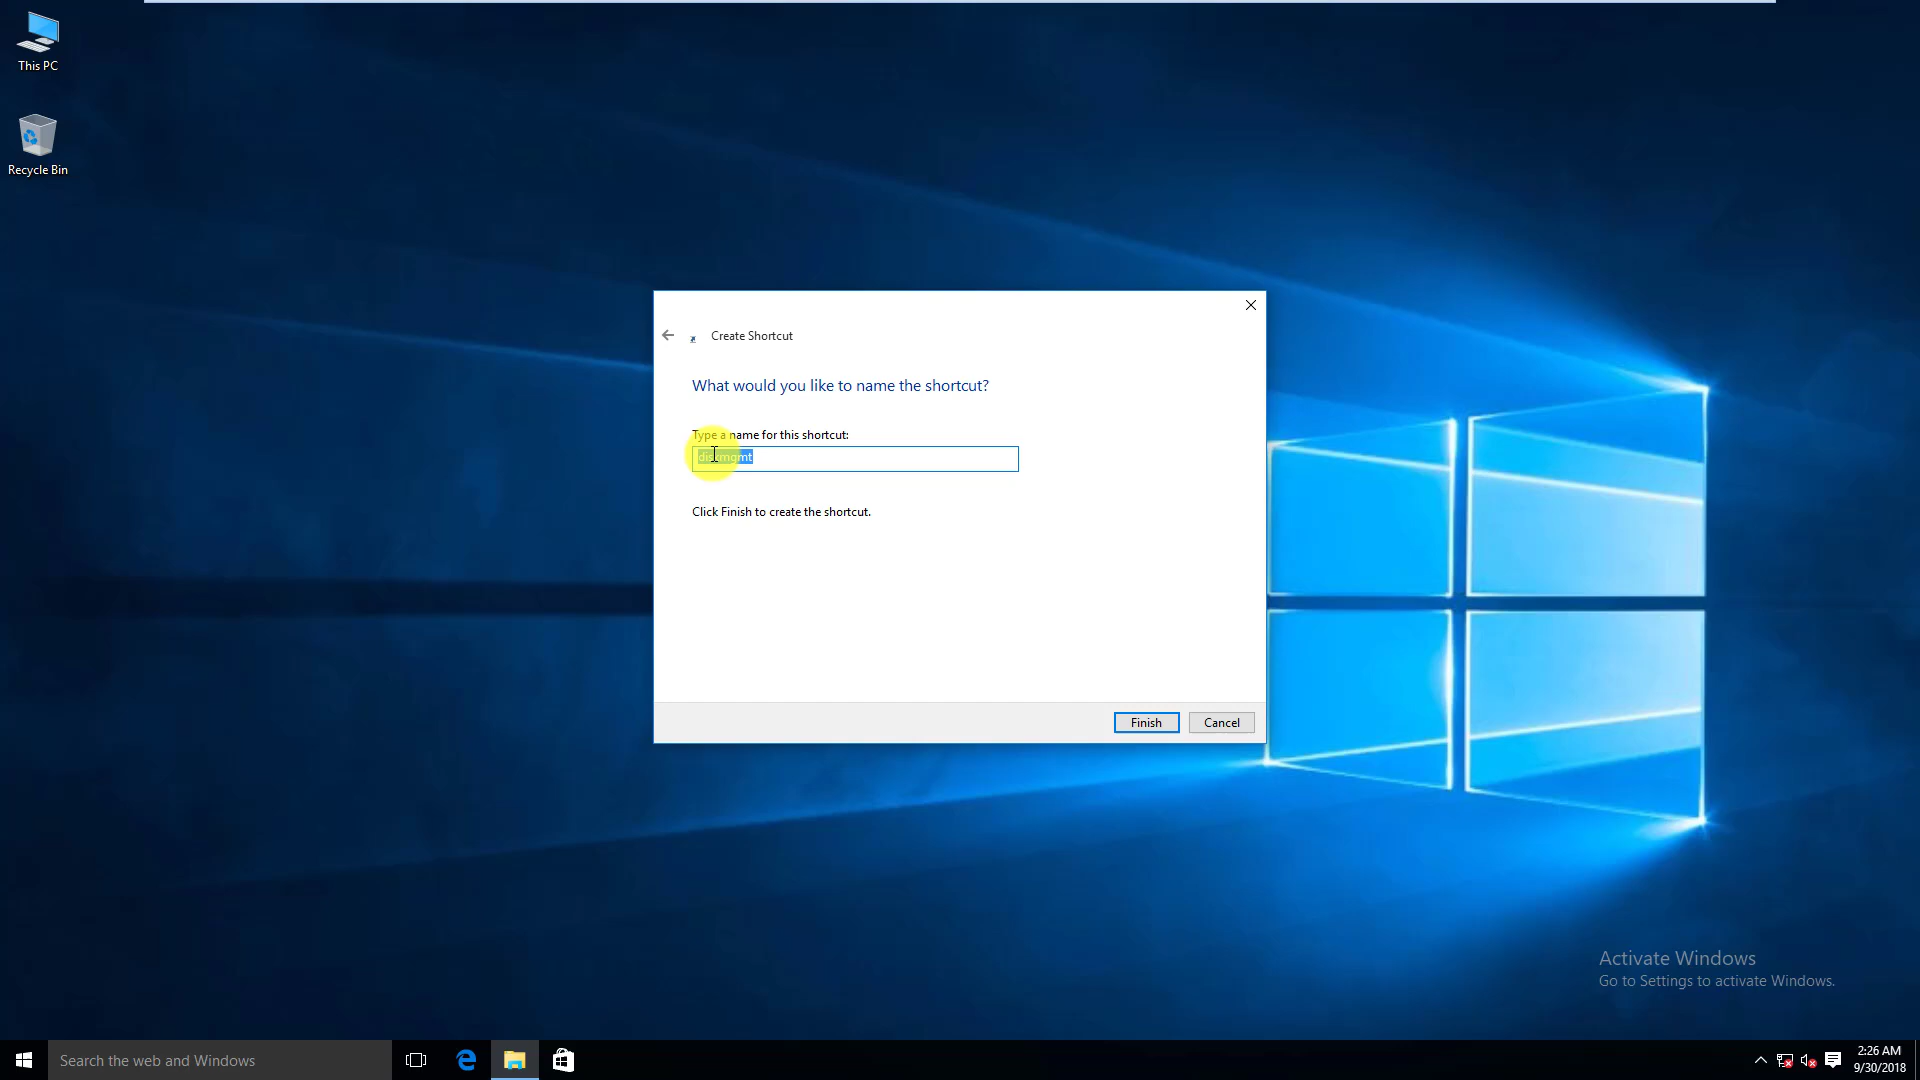 This PC
Recycle Bin
Create Shortcut
What would you like to name the shortcut?
Type a name for this shortcut:
diskmgmt
Click Finish to create the shortcut.
Finish
Cancel
Activate Windows
Go to Settings to activate Windows.
Search the web and Windows
2:26 AM
9/30/2018